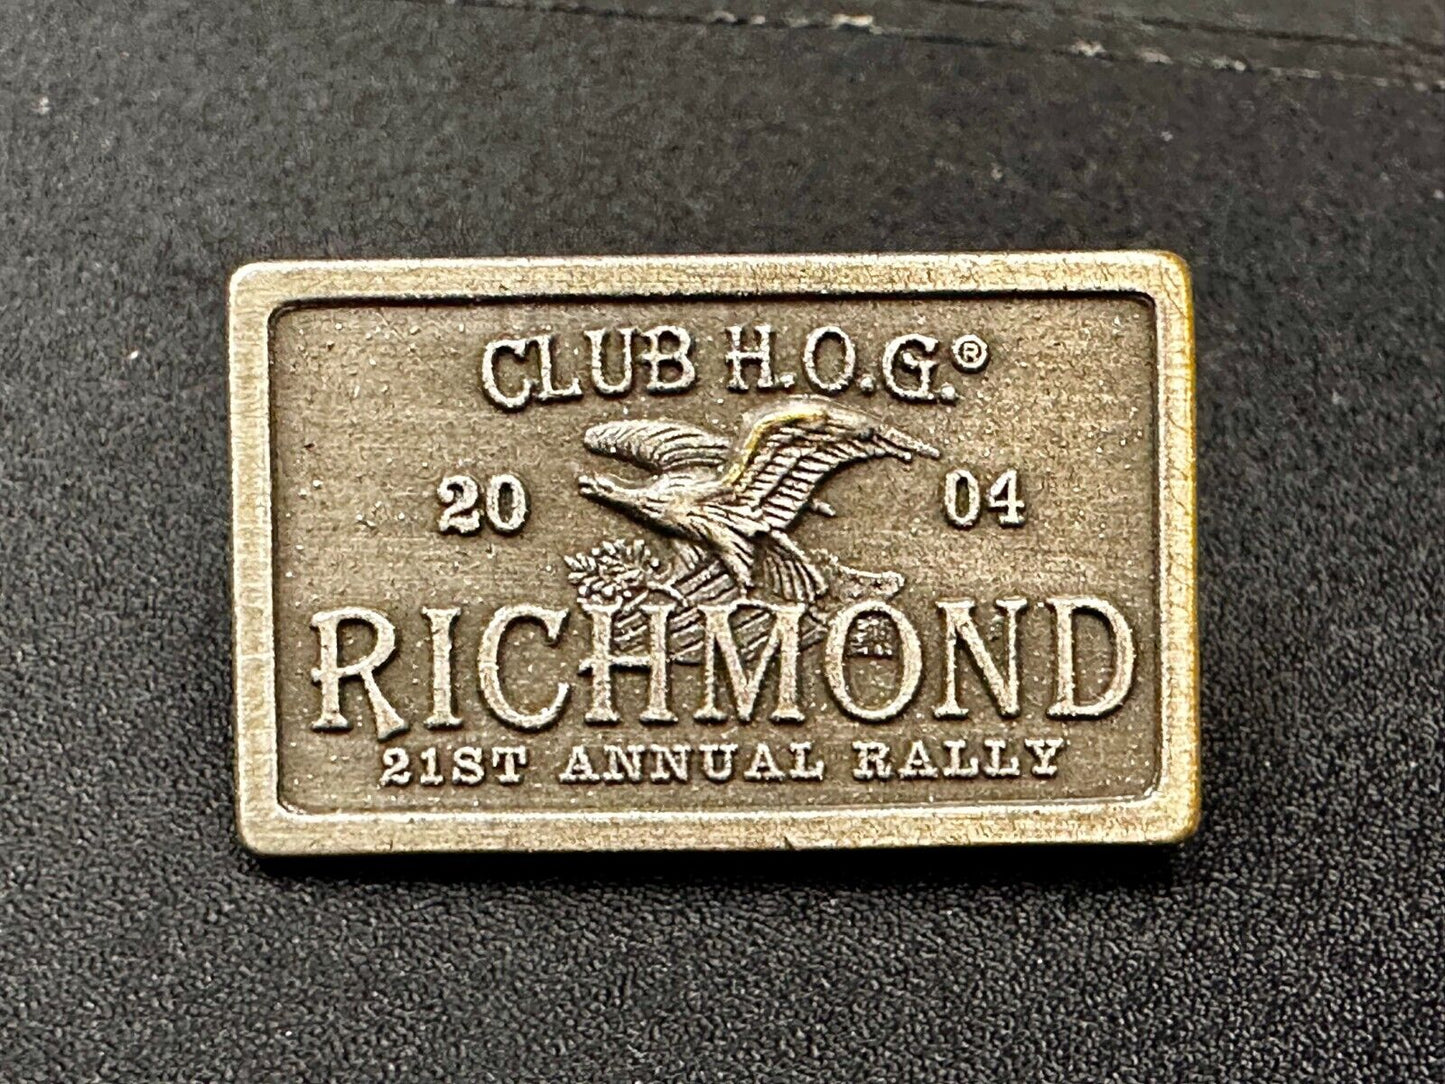 CLUB H.O.G.®
20 04
RICHMOND
21ST ANNUAL RALLY